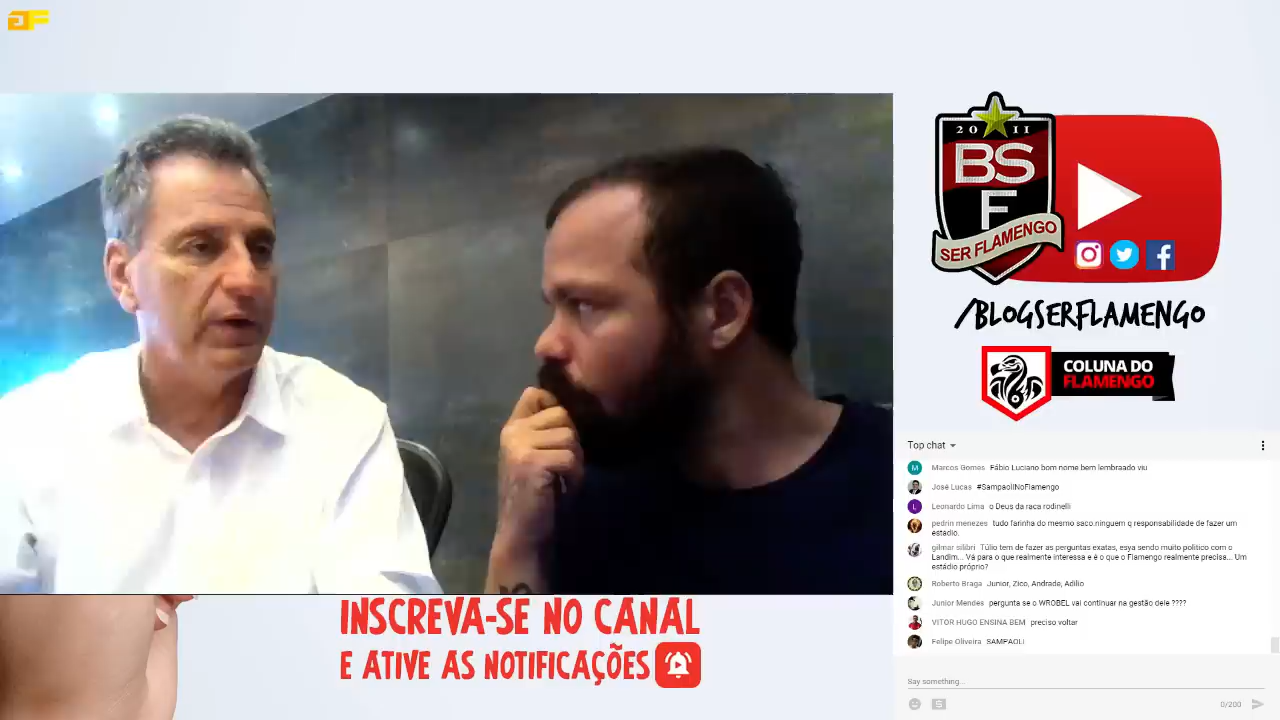 GF
2011
BSF
SER FLAMENGO
/BLOGSERFLAMENGO
COLUNA DO
FLAMENGO
Top chat
M Marcos Gomes Fábio Luciano bom nome bem lembraado viu
José Lucas #SampaoliNoFlamengo
L Leonardo Lima o Deus da raca rodinelli
pedrin menezes tudo farinha do mesmo saco.ninguem q responsabilidade de fazer um
estádio.
gilmar silibri Túlio tem de fazer as perguntas exatas, esya sendo muito politico com o
Landim... Vá para o que realmente interessa e é o que o Flamengo realmente precisa... Um
estádio próprio?
Roberto Braga Junior, Zico, Andrade, Adilio
Junior Mendes pergunta se o WROBEL vai continuar na gestão dele ????
VITOR HUGO ENSINA BEM preciso voltar
Felipe Oliveira SAMPAOLI
Say something...
0/200
INSCREVA-SE NO CANAL
E ATIVE AS NOTIFICAÇÕES